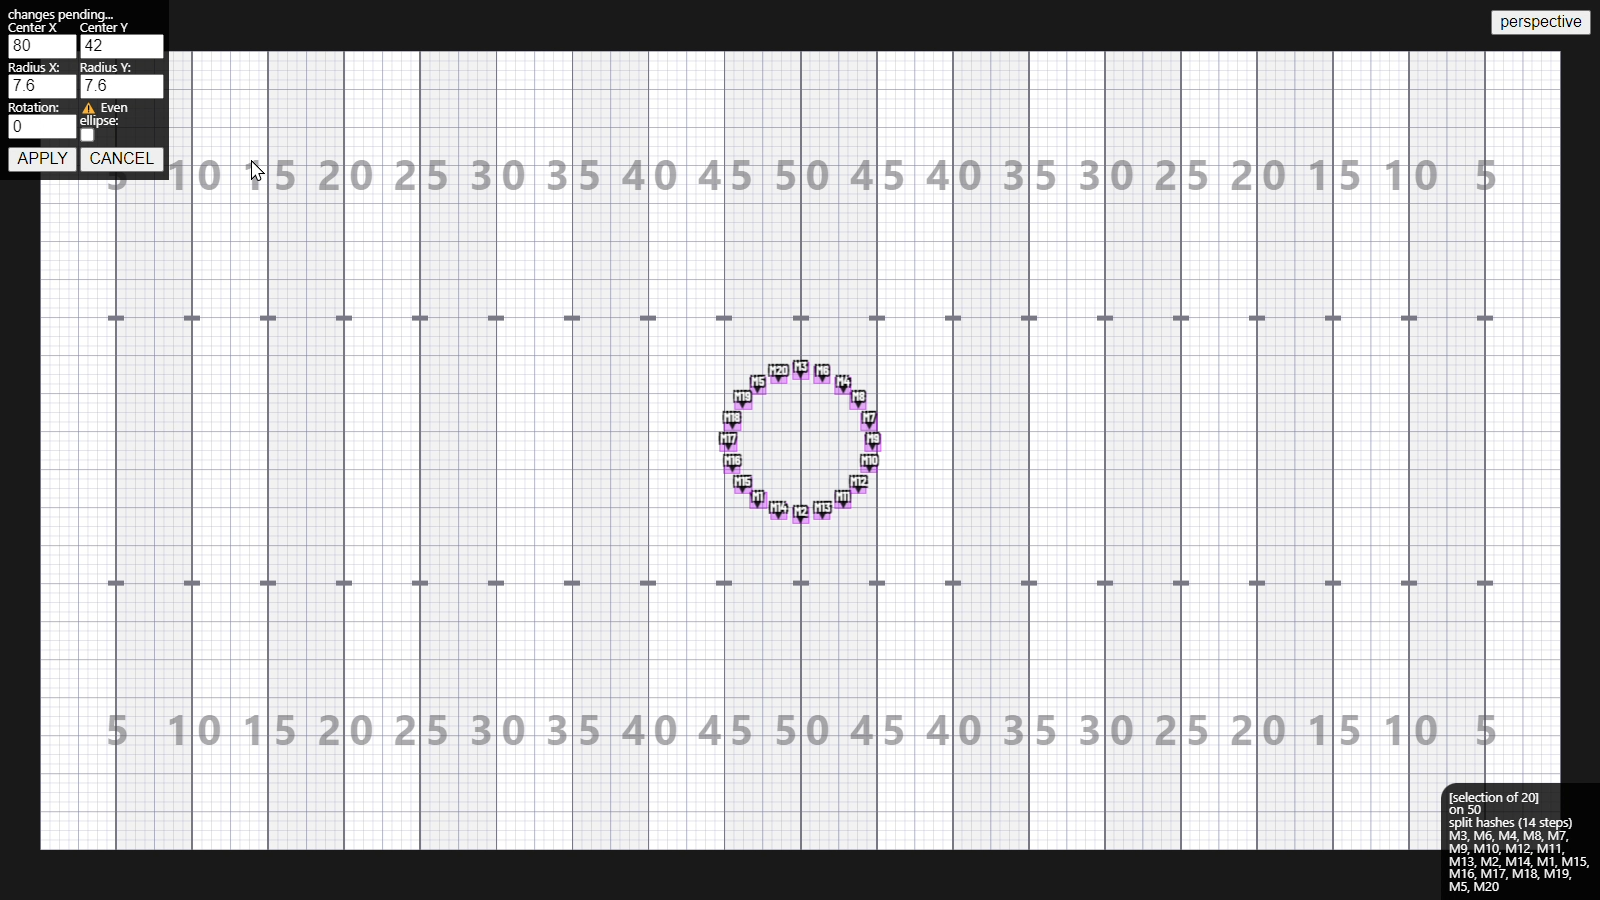 changes pending...
Center X Center Y
80 42
Radius X: Radius Y:
7.6 7.6
Rotation: ⚠ Even ellipse:
0
APPLY CANCEL
perspective
5 10 15 20 25 30 35 40 45 50 45 40 35 30 25 20 15 10 5
M3
M20 M6
M5 M4
M19 M8
M18 M7
M17 M9
M16 M10
M15 M12
M1 M11
M14 M13
M2
5 10 15 20 25 30 35 40 45 50 45 40 35 30 25 20 15 10 5
[selection of 20]
on 50
split hashes (14 steps)
M3, M6, M4, M8, M7,
M9, M10, M12, M11,
M13, M2, M14, M1, M15,
M16, M17, M18, M19,
M5, M20